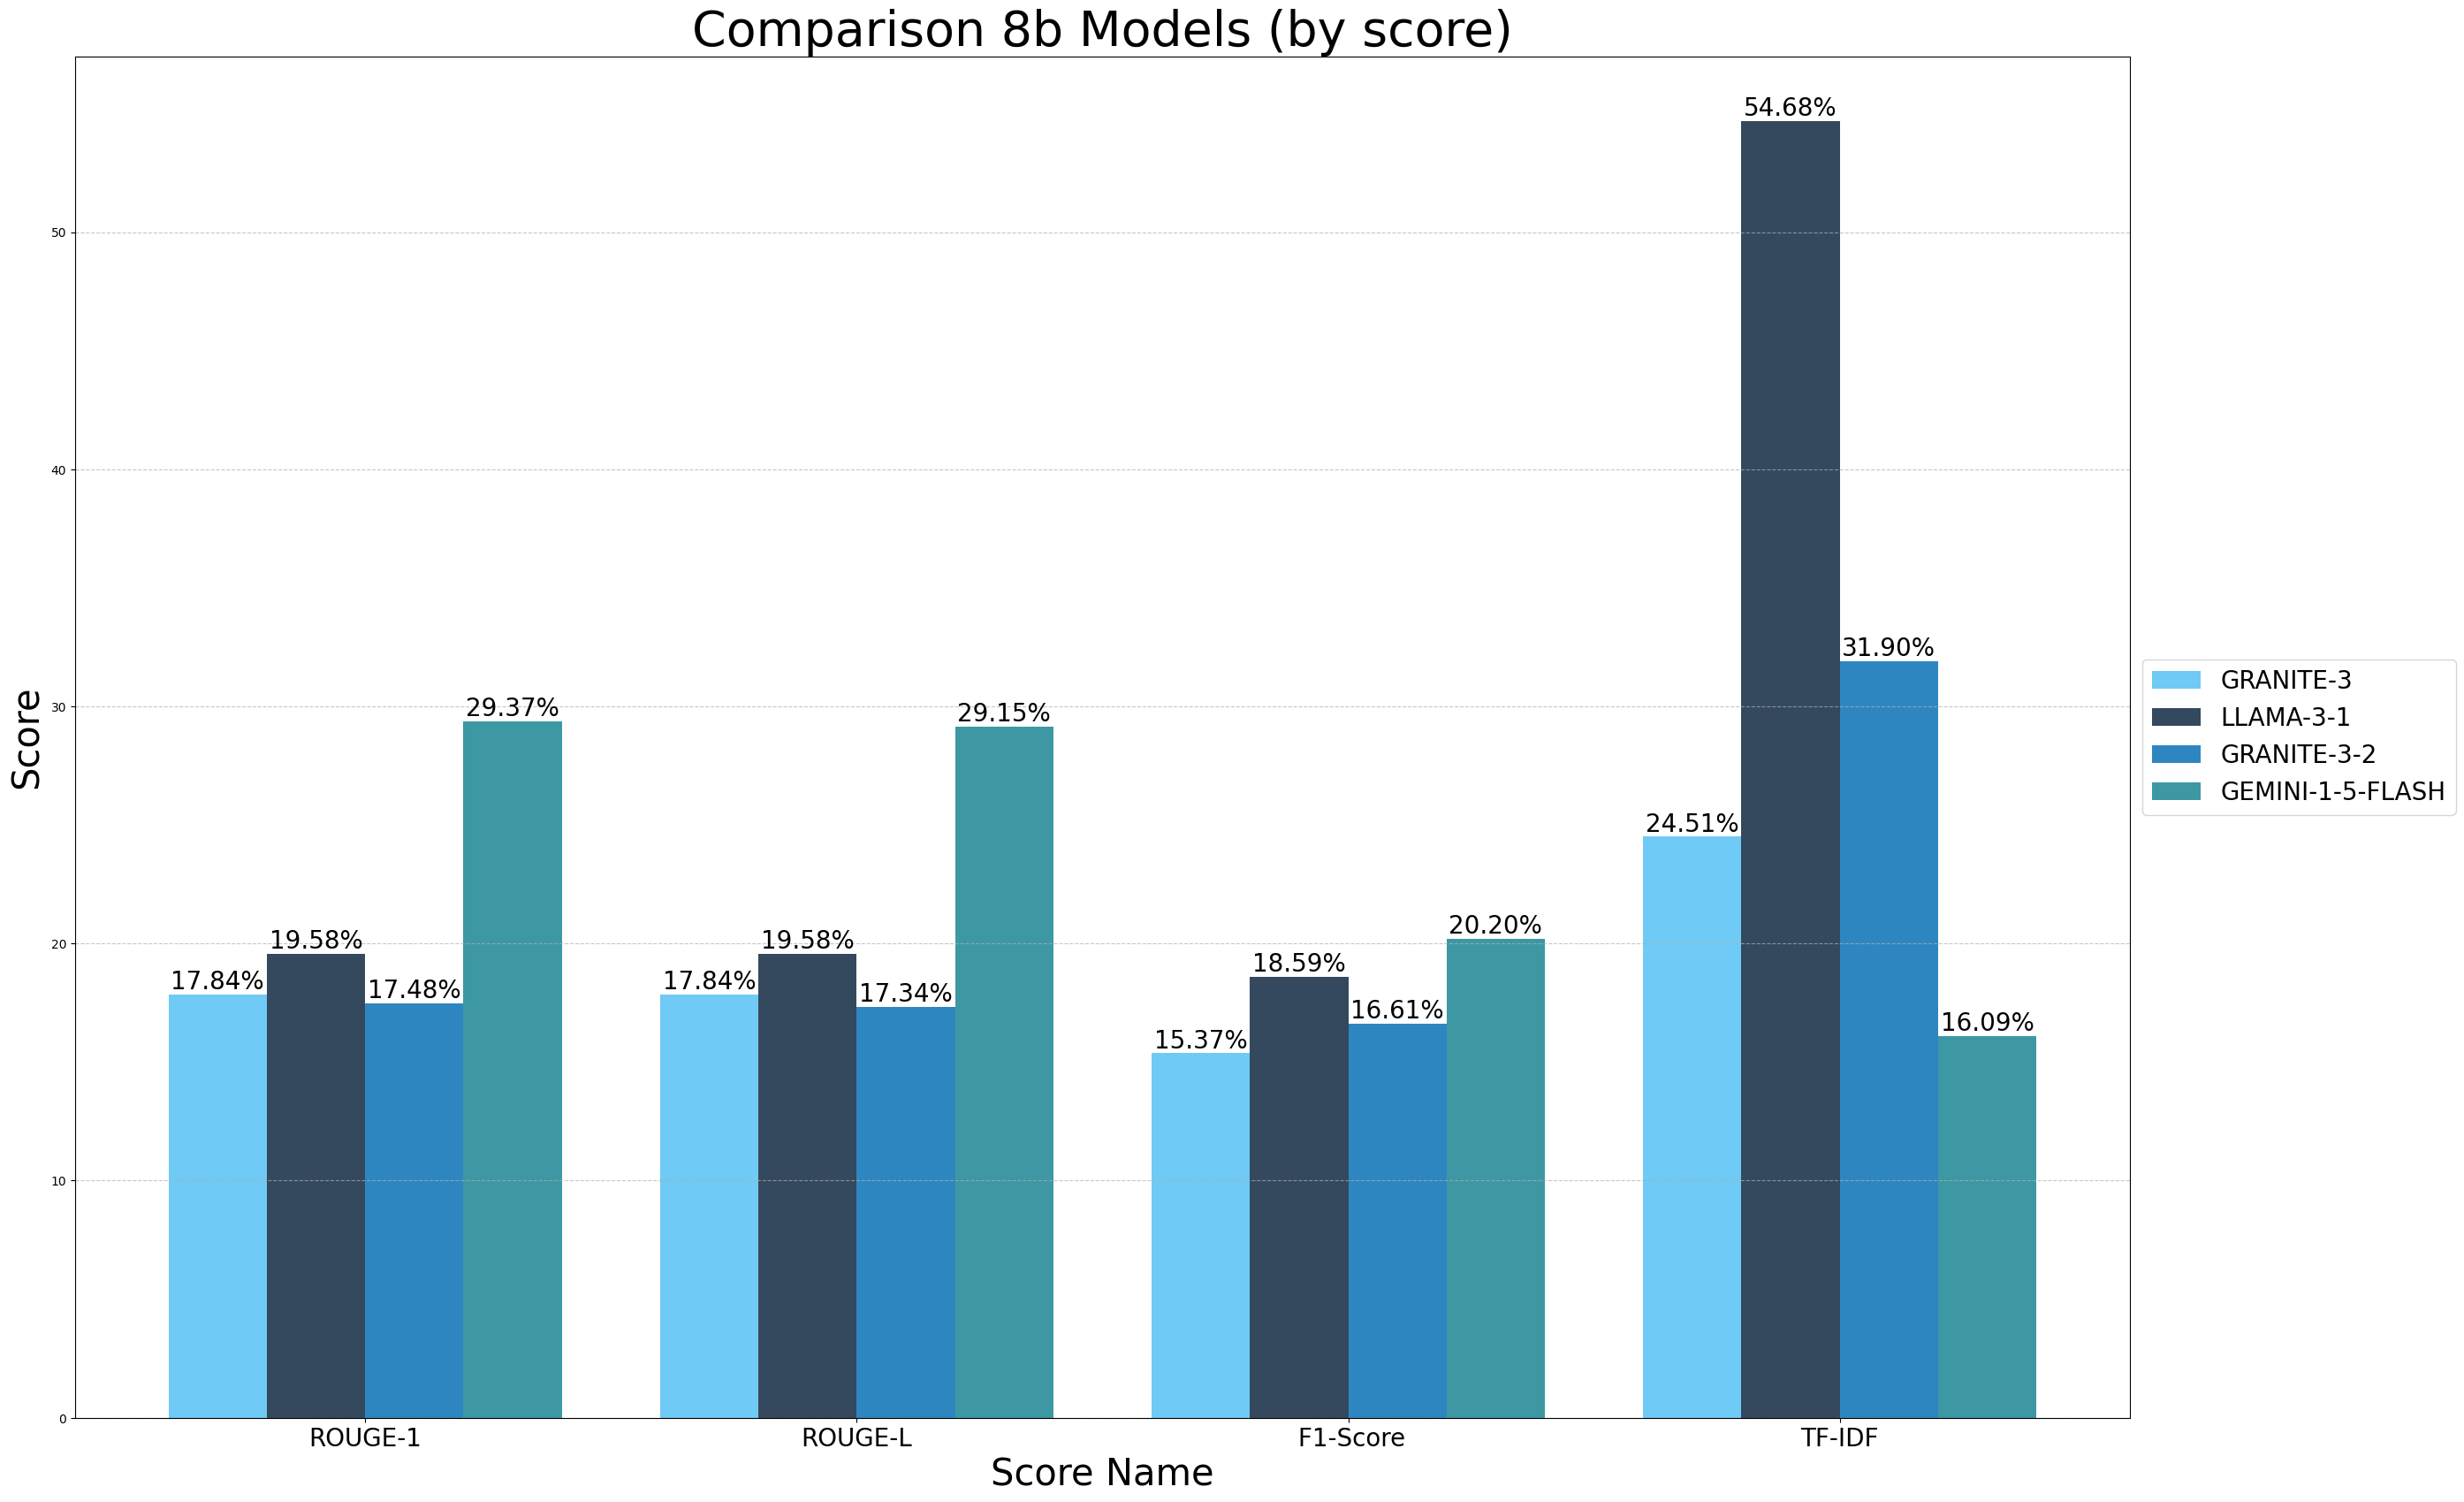 Comparison 8b Models (by score)
Score
50
40
30
20
10
0
17.84%
19.58%
17.48%
29.37%
17.84%
19.58%
17.34%
29.15%
15.37%
18.59%
16.61%
20.20%
24.51%
54.68%
31.90%
16.09%
ROUGE-1
ROUGE-L
F1-Score
TF-IDF
Score Name
GRANITE-3
LLAMA-3-1
GRANITE-3-2
GEMINI-1-5-FLASH